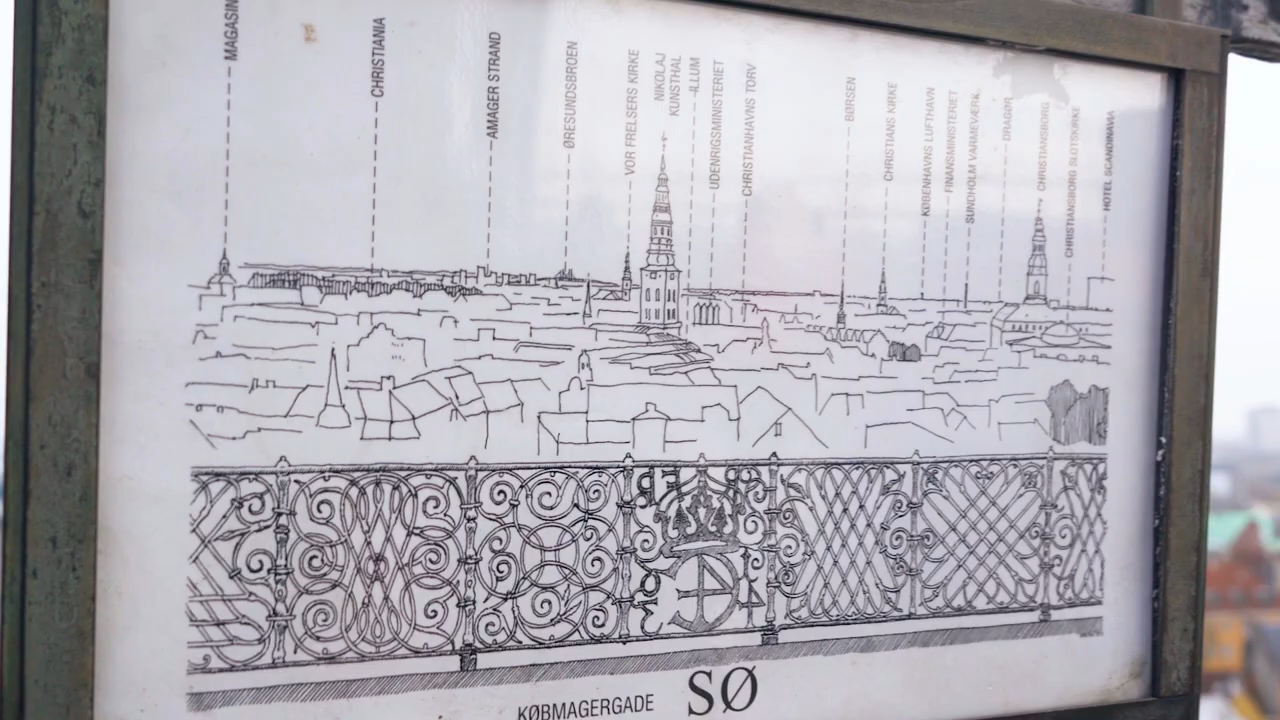 MAGASIN
CHRISTIANIA
AMAGER STRAND
ØRESUNDSBROEN
VOR FRELSERS KIRKE
NIKOLAJ
KUNSTHAL
ILLUM
UDENRIGSMINISTERIET
CHRISTIANHAVNS TORV
BØRSEN
CHRISTIANS KIRKE
KØBENHAVNS LUFTHAVN
FINANSMINISTERIET
SUNDHOLM VARMEVÆRK
DRAGØR
CHRISTIANSBORG
CHRISTIANSBORG SLOTSKIRKE
HOTEL SCANDINAVIA
KØBMAGERGADE
SØ